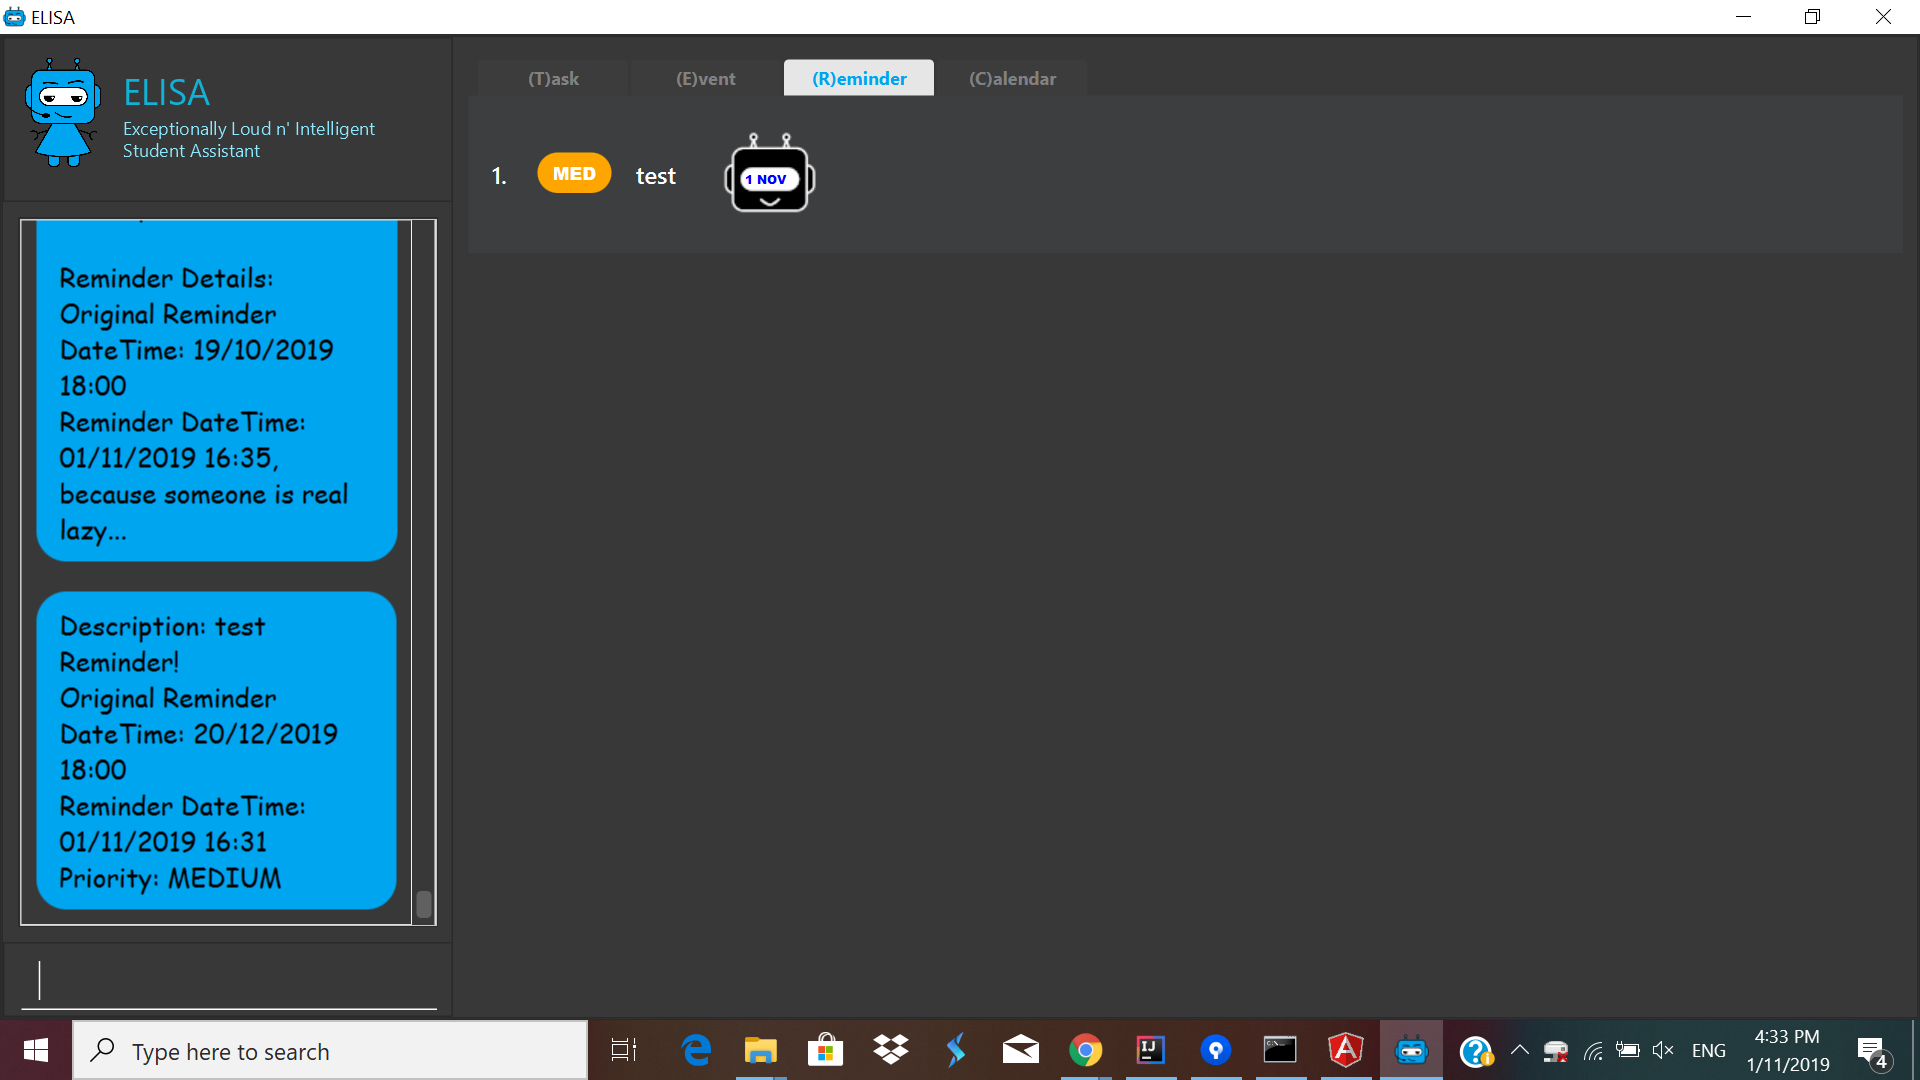 ELISA
ELISA
Exceptionally Loud n' Intelligent
Student Assistant
(T)ask
(E)vent
(R)eminder
(C)alendar
1.
MED
test
1 NOV
Reminder Details:
Original Reminder
DateTime: 19/10/2019
18:00
Reminder DateTime:
01/11/2019 16:35,
because someone is real
lazy...
Description: test
Reminder!
Original Reminder
DateTime: 20/12/2019
18:00
Reminder DateTime:
01/11/2019 16:31
Priority: MEDIUM
Type here to search
IJ
ENG
4:33 PM
1/11/2019
4